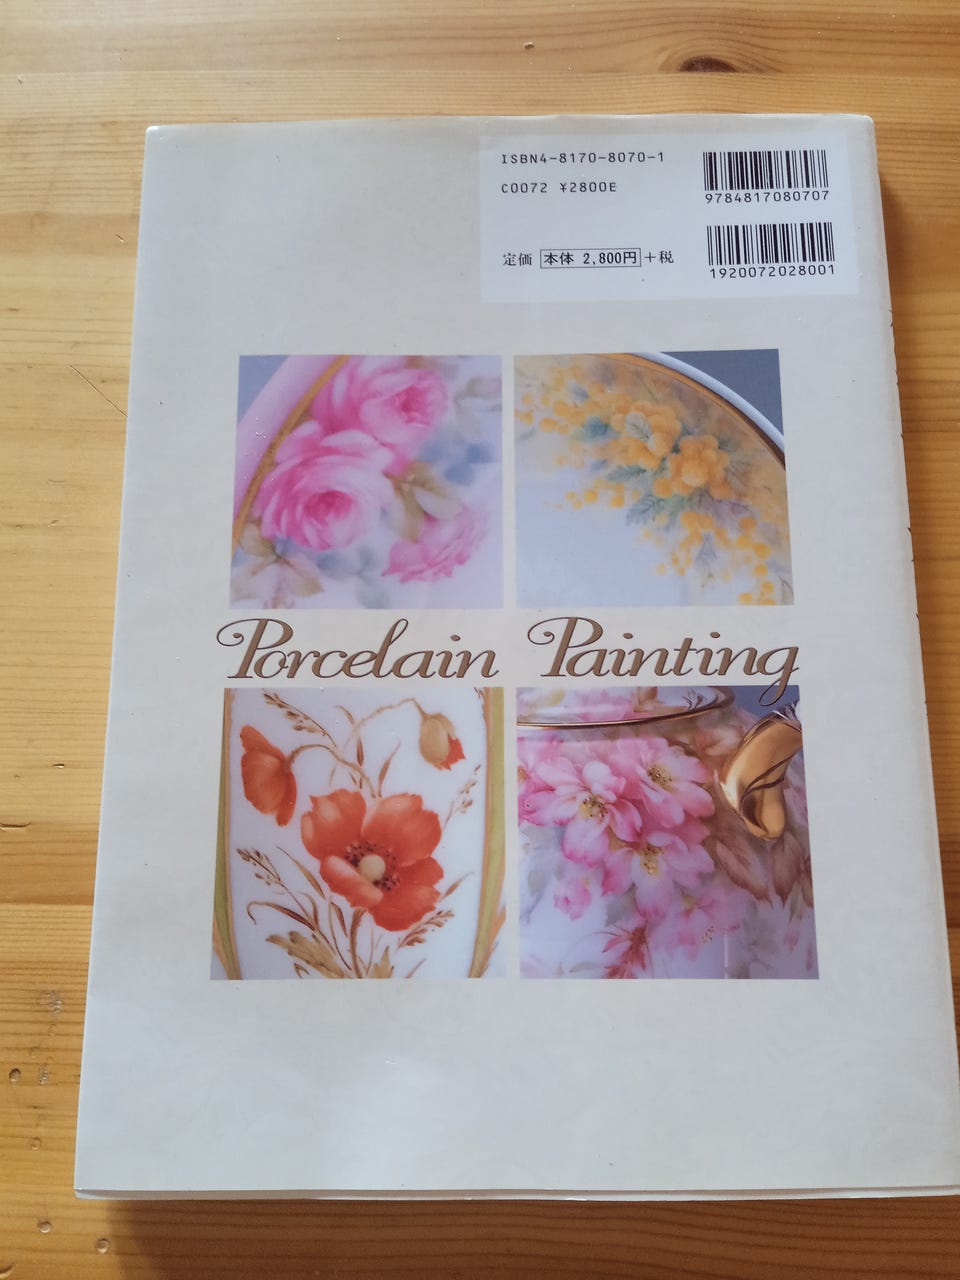 ISBN4-8170-8070-1
C0072 ¥2800E
定価 本体 2,800円+税
9784817080707
1920072028001
Porcelain Painting